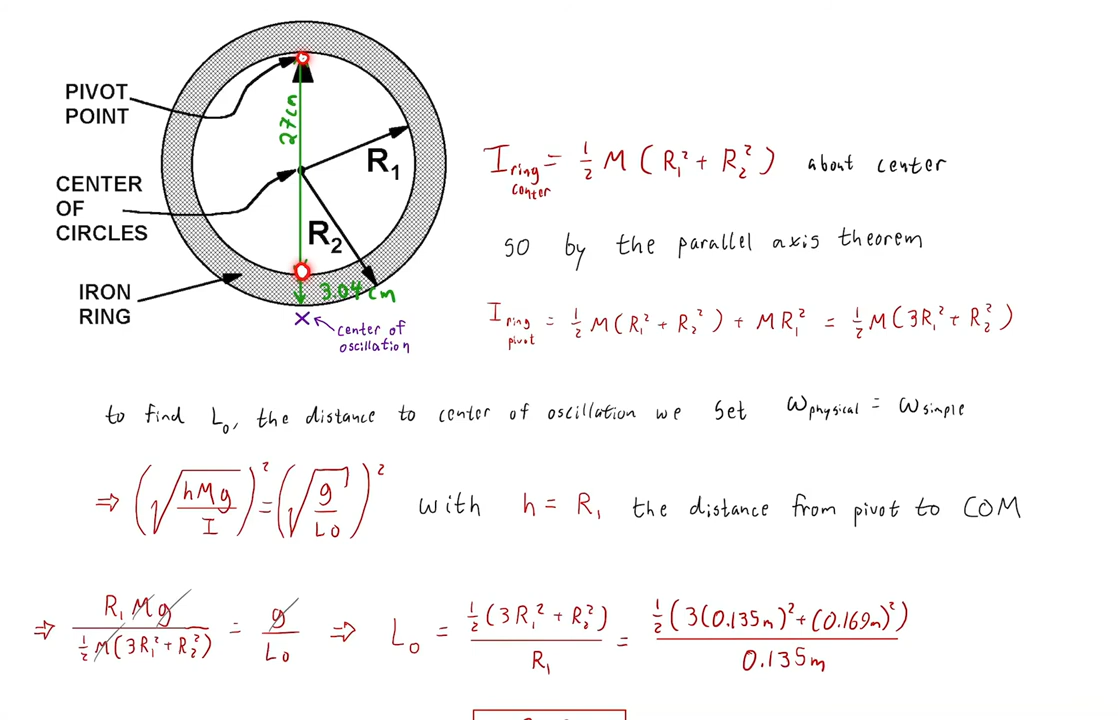 PIVOT
POINT
27cm
R₁
CENTER
OF
CIRCLES
R₂
IRON
RING
3.04cm
× center of
oscillation
I_ring center = ½ M (R₁² + R₂²) about center
so by the parallel axis theorem
I_ring pivot = ½ M(R₁² + R₂²) + MR₁² = ½ M(3R₁² + R₂²)
to find L₀, the distance to center of oscillation we set ω_physical = ω_simple
⇒ (√(hMg/I))² = (√(g/L₀))² with h = R₁ the distance from pivot to COM
⇒ R₁Mg / ½M(3R₁² + R₂²) = g/L₀ ⇒ L₀ = ½(3R₁² + R₂²) / R₁ = ½(3(0.135m)² + (0.169m)²) / 0.135m